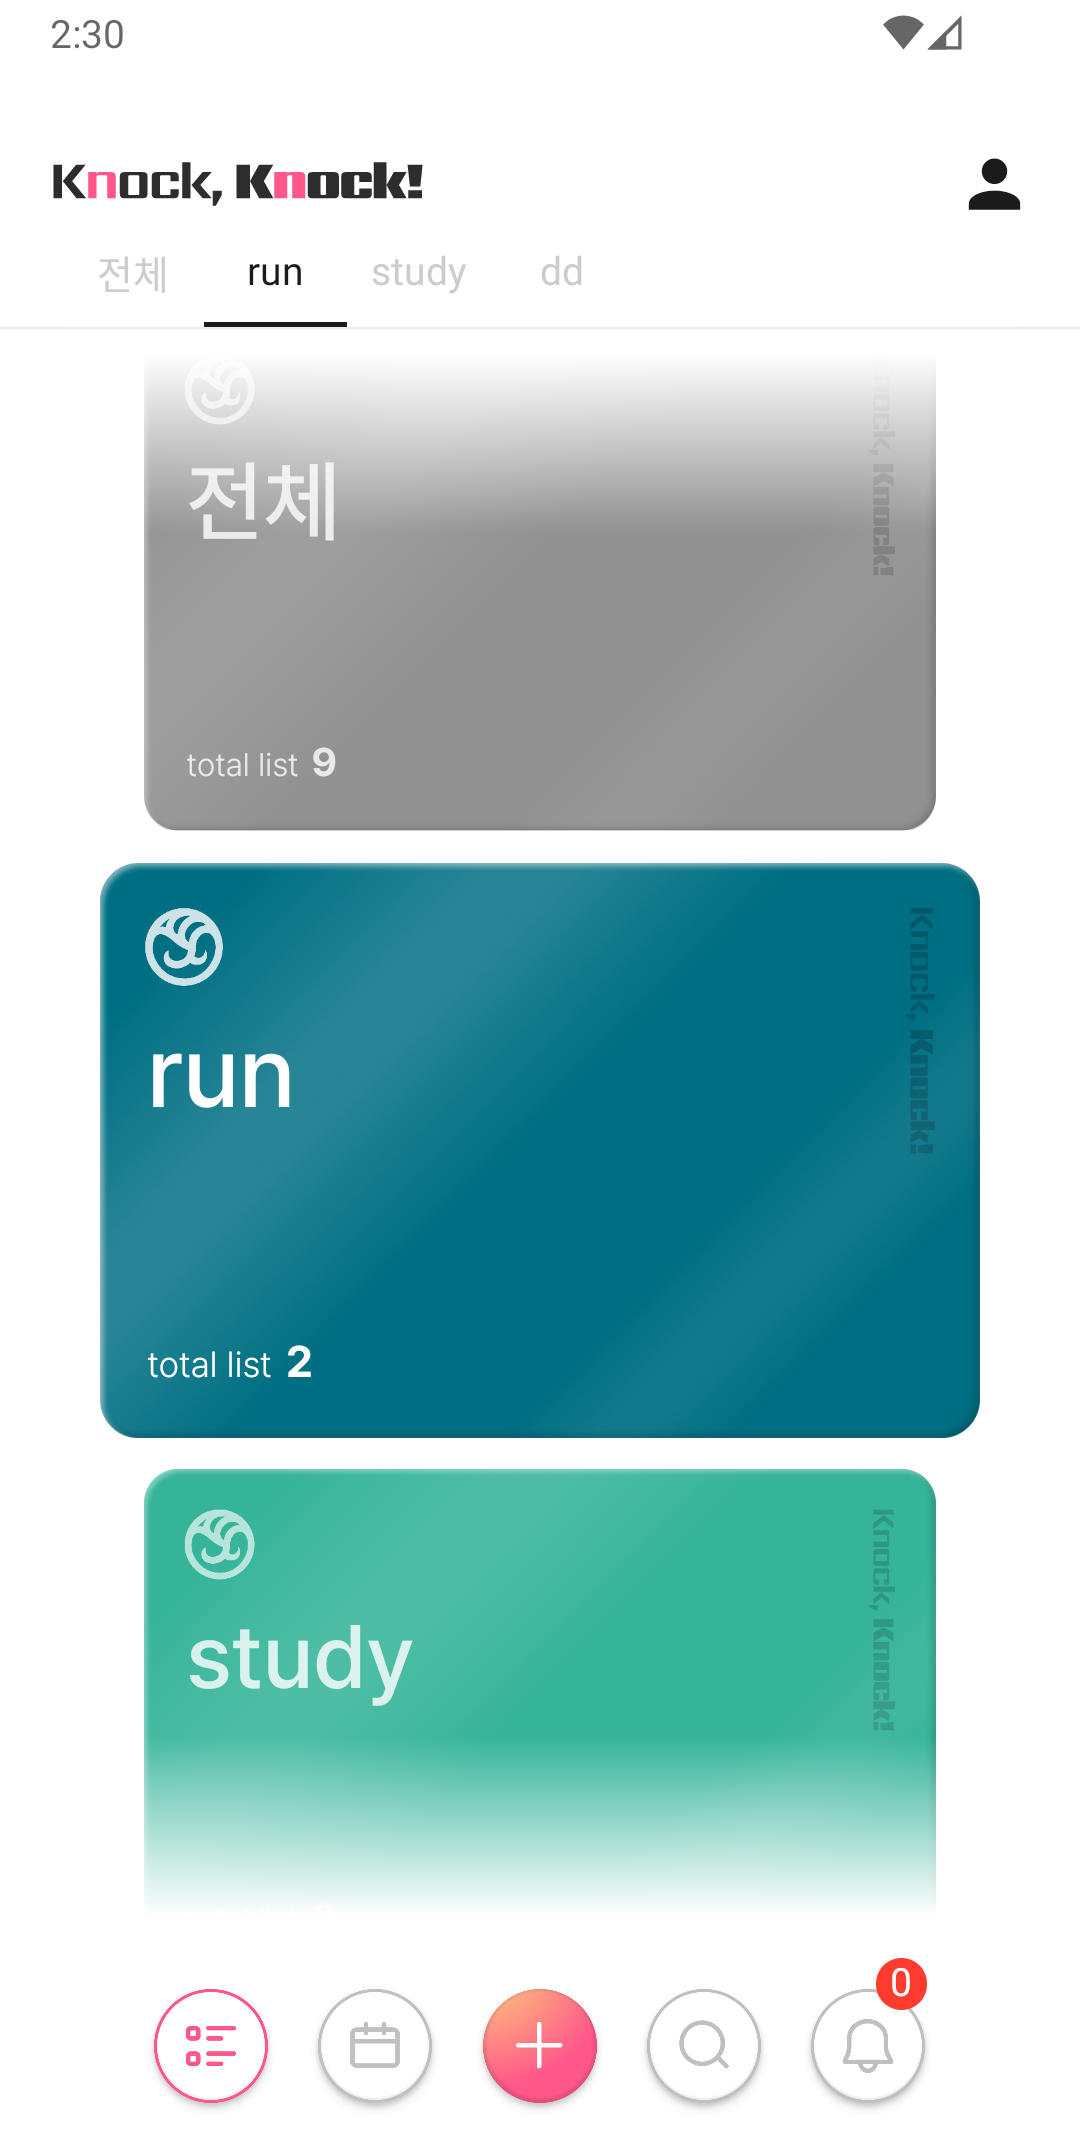 2:30
Knock, Knock!
전체 run study dd
Knock, Knock!
전체
total list 9
Knock, Knock!
run
total list 2
Knock, Knock!
study
0